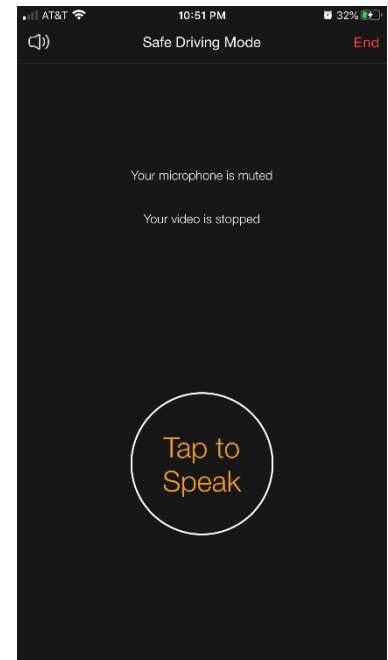 AT&T 10:51 PM 32%
Safe Driving Mode End
Your microphone is muted
Your video is stopped
Tap to
Speak